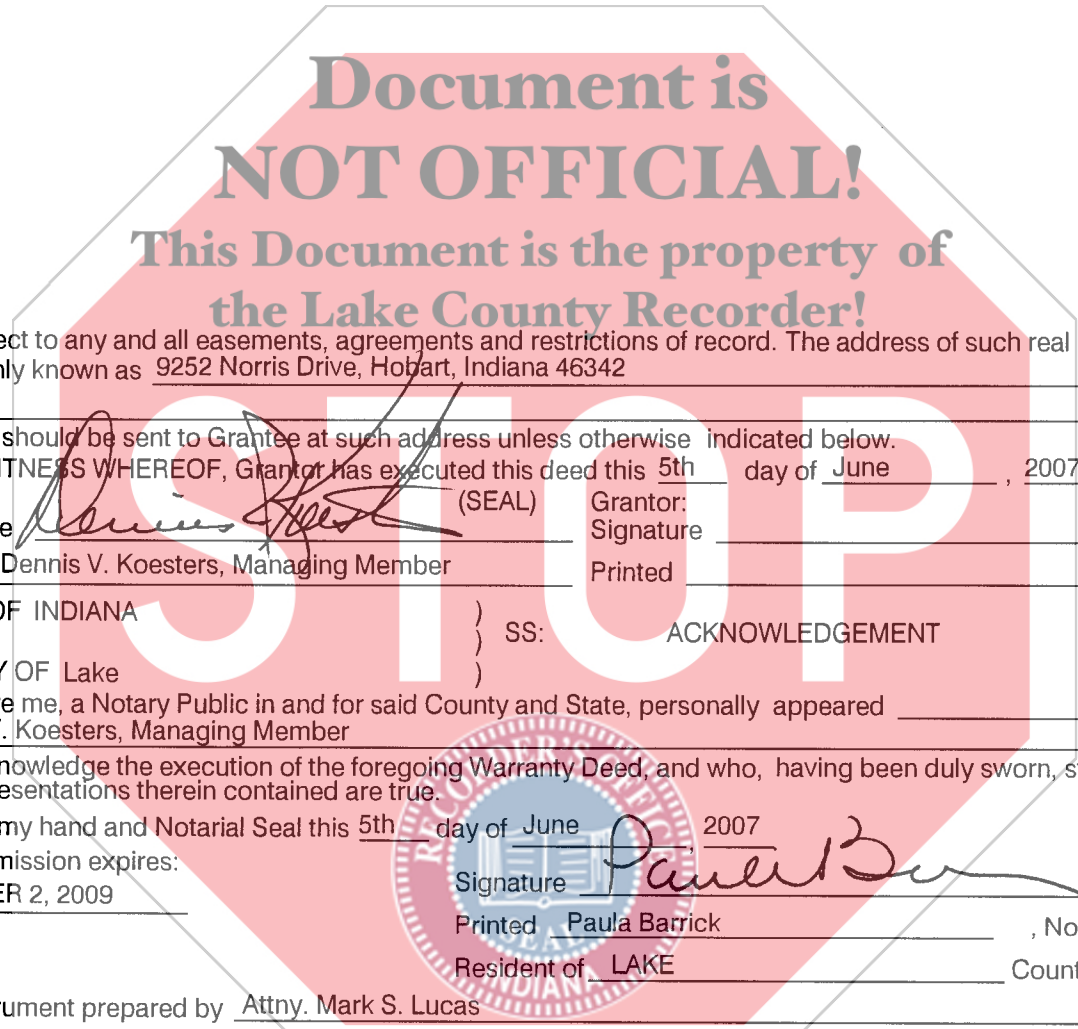 Document is
NOT OFFICIAL!
This Document is the property of
the Lake County Recorder!
ect to any and all easements, agreements and restrictions of record. The address of such real
nly known as 9252 Norris Drive, Hobart, Indiana 46342
should be sent to Grantee at such address unless otherwise indicated below.
ITNESS WHEREOF, Grantor has executed this deed this 5th day of June , 2007
(SEAL) Grantor:
e Signature
Dennis V. Koesters, Managing Member Printed
STOP
OF INDIANA )
) SS: ACKNOWLEDGEMENT
Y OF Lake )
e me, a Notary Public in and for said County and State, personally appeared
. Koesters, Managing Member
nowledge the execution of the foregoing Warranty Deed, and who, having been duly sworn, s
esentations therein contained are true.
my hand and Notarial Seal this 5th day of June , 2007
mission expires:
ER 2, 2009
Signature
Printed Paula Barrick , No
Resident of LAKE Count
rument prepared by Attny. Mark S. Lucas
RECORDER'S OFFICE
SEAL
INDIANA